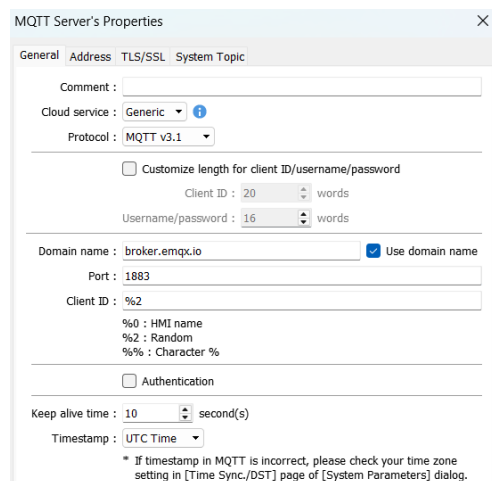 MQTT Server's Properties
General Address TLS/SSL System Topic
Comment :
Cloud service : Generic
Protocol : MQTT v3.1
Customize length for client ID/username/password
Client ID : 20 words
Username/password : 16 words
Domain name : broker.emqx.io Use domain name
Port : 1883
Client ID : %2
%0 : HMI name
%2 : Random
%% : Character %
Authentication
Keep alive time : 10 second(s)
Timestamp : UTC Time
* If timestamp in MQTT is incorrect, please check your time zone
setting in [Time Sync./DST] page of [System Parameters] dialog.